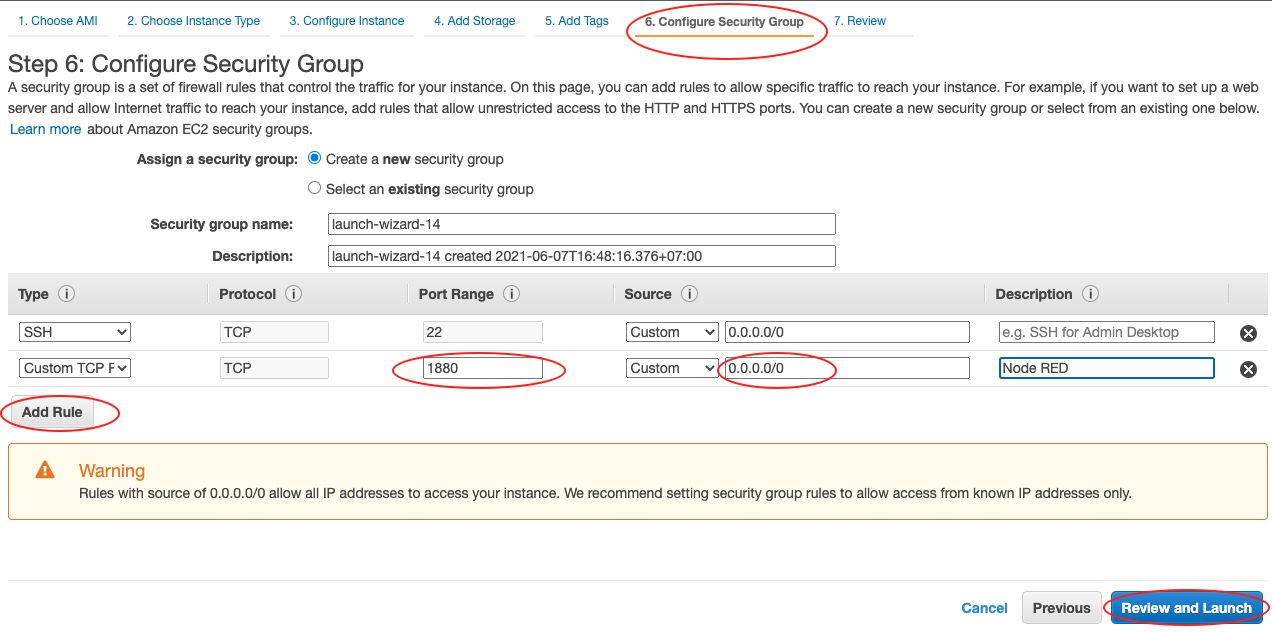 1. Choose AMI 2. Choose Instance Type 3. Configure Instance 4. Add Storage 5. Add Tags 6. Configure Security Group 7. Review
Step 6: Configure Security Group
A security group is a set of firewall rules that control the traffic for your instance. On this page, you can add rules to allow specific traffic to reach your instance. For example, if you want to set up a web
server and allow Internet traffic to reach your instance, add rules that allow unrestricted access to the HTTP and HTTPS ports. You can create a new security group or select from an existing one below.
Learn more about Amazon EC2 security groups.
Assign a security group: Create a new security group
Select an existing security group
Security group name: launch-wizard-14
Description: launch-wizard-14 created 2021-06-07T16:48:16.376+07:00
Type i Protocol i Port Range i Source i Description i
SSH TCP 22 Custom 0.0.0.0/0 e.g. SSH for Admin Desktop
Custom TCP F TCP 1880 Custom 0.0.0.0/0 Node RED
Add Rule
Warning
Rules with source of 0.0.0.0/0 allow all IP addresses to access your instance. We recommend setting security group rules to allow access from known IP addresses only.
Cancel Previous Review and Launch